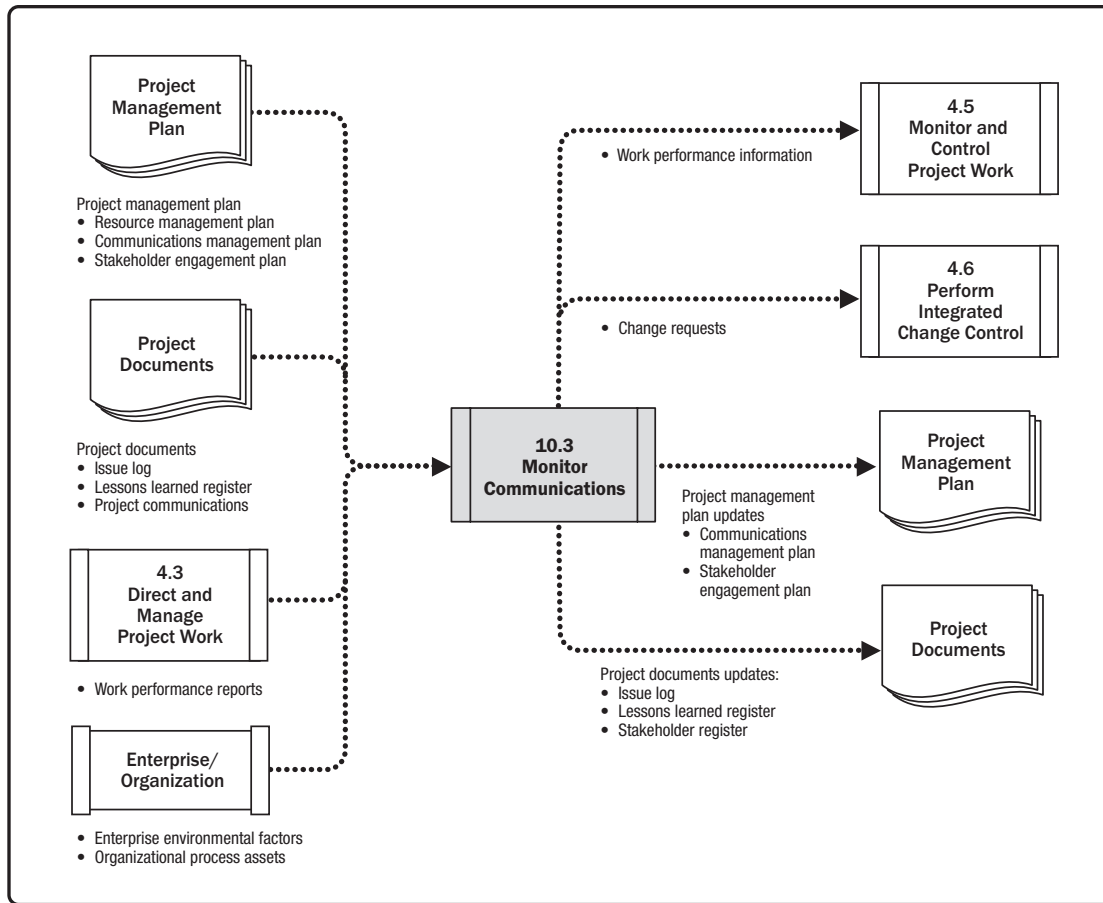 Project
Management
Plan
Project management plan
• Resource management plan
• Communications management plan
• Stakeholder engagement plan
Project
Documents
Project documents
• Issue log
• Lessons learned register
• Project communications
4.3
Direct and
Manage
Project Work
• Work performance reports
Enterprise/
Organization
• Enterprise environmental factors
• Organizational process assets
10.3
Monitor
Communications
• Work performance information
4.5
Monitor and
Control
Project Work
• Change requests
4.6
Perform
Integrated
Change Control
Project management
plan updates
• Communications
management plan
• Stakeholder
engagement plan
Project
Management
Plan
Project documents updates:
• Issue log
• Lessons learned register
• Stakeholder register
Project
Documents